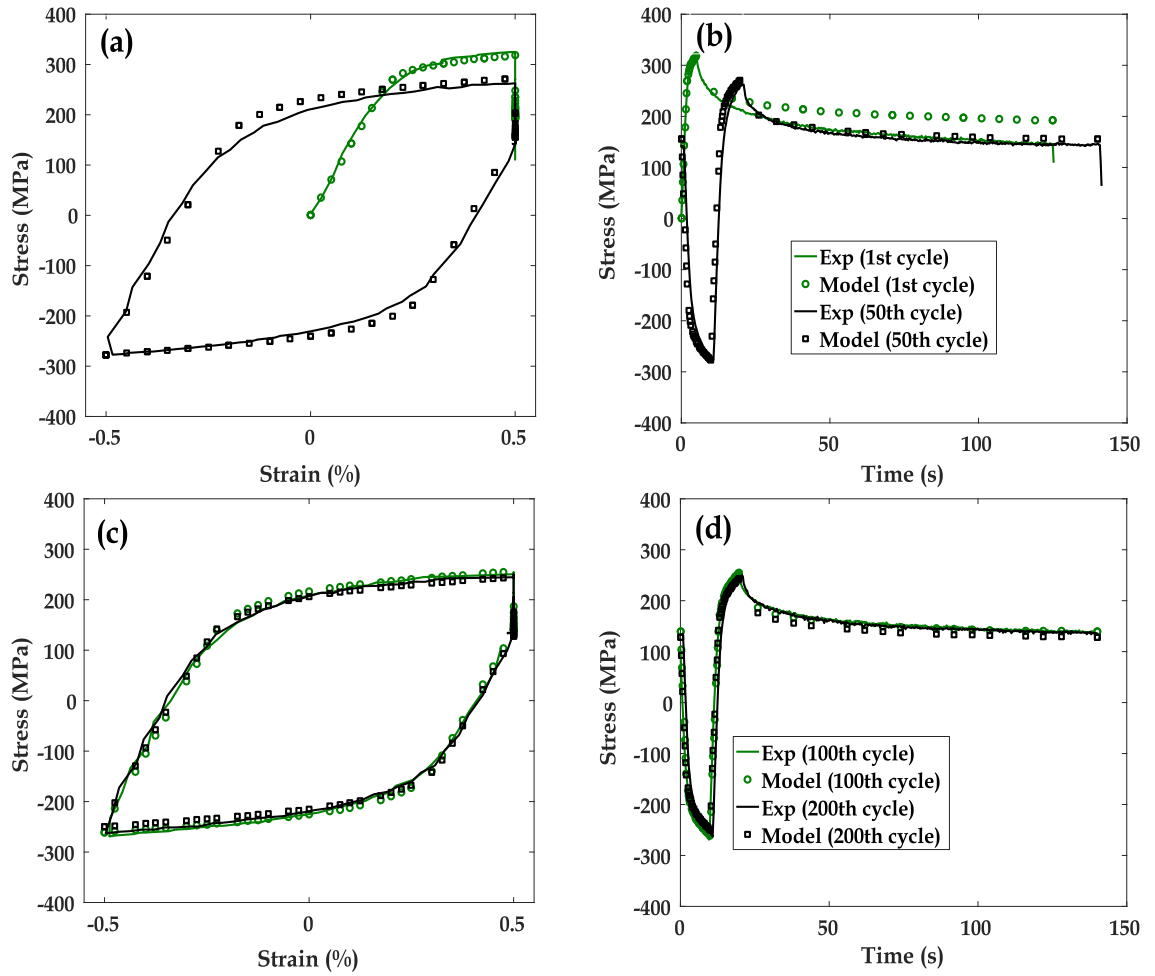 (a)
400
300
200
100
0
-100
-200
-300
-400
Stress (MPa)
-0.5
0
0.5
Strain (%)
(b)
400
300
200
100
0
-100
-200
-300
-400
Stress (MPa)
Exp (1st cycle)
Model (1st cycle)
Exp (50th cycle)
Model (50th cycle)
0
50
100
150
Time (s)
(c)
400
300
200
100
0
-100
-200
-300
-400
Stress (MPa)
-0.5
0
0.5
Strain (%)
(d)
400
300
200
100
0
-100
-200
-300
-400
Stress (MPa)
Exp (100th cycle)
Model (100th cycle)
Exp (200th cycle)
Model (200th cycle)
0
50
100
150
Time (s)